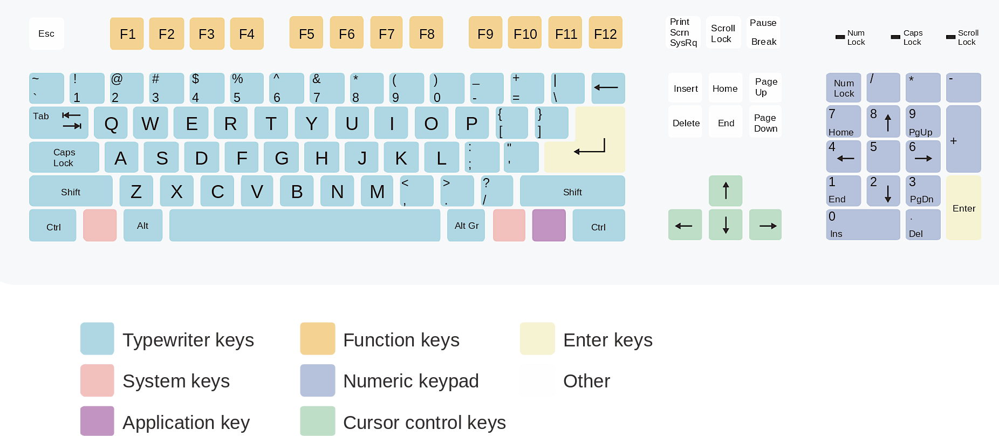 Esc F1 F2 F3 F4 F5 F6 F7 F8 F9 F10 F11 F12
Print
Scrn
SysRq
Scroll
Lock
Pause
Break
Num
Lock
Caps
Lock
Scroll
Lock
~ ! @ # $ % ^ & * ( ) _ + |
` 1 2 3 4 5 6 7 8 9 0 - = \
Insert Home Page
Up
Num
Lock
/ * -
Tab Q W E R T Y U I O P { }
[ ]
Delete End Page
Down
7 8 9
Home PgUp
+
Caps
Lock
A S D F G H J K L : "
; '
4 5 6
Shift Z X C V B N M < > ?
, . /
Shift
1 2 3
End PgDn
Enter
Ctrl Alt Alt Gr Ctrl
0 .
Ins Del
Typewriter keys Function keys Enter keys
System keys Numeric keypad Other
Application key Cursor control keys